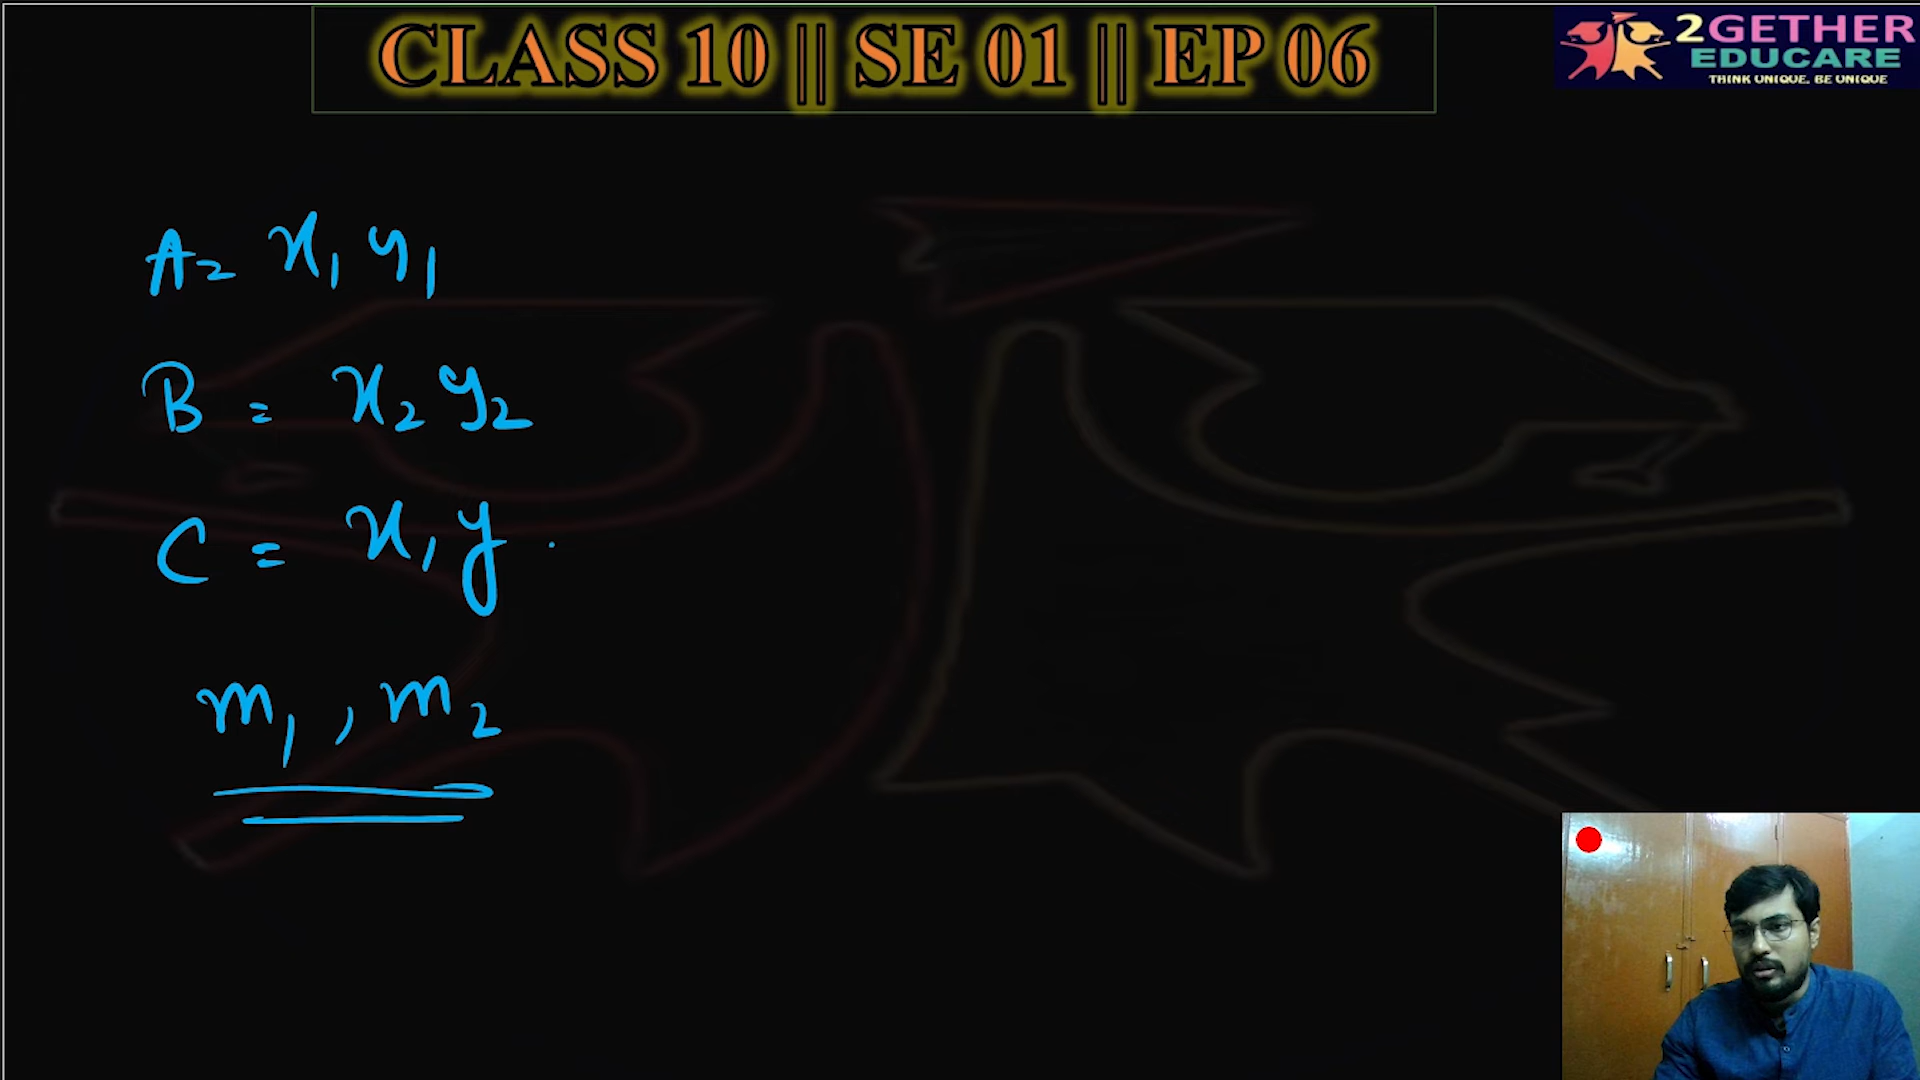 CLASS 10 || SE 01 || EP 06
2GETHER
EDUCARE
THINK UNIQUE. BE UNIQUE
A = x1 y1
B = x2 y2
C = x, y
m1, m2